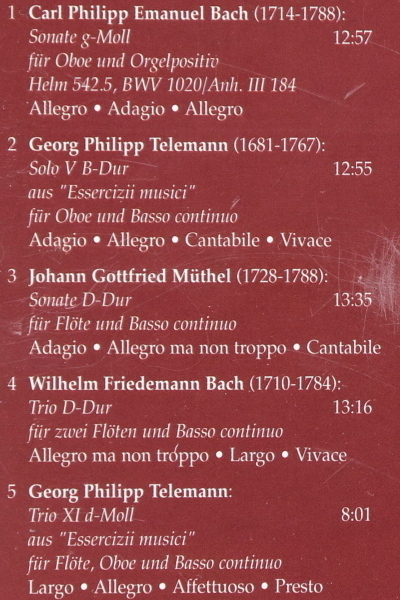 1 Carl Philipp Emanuel Bach (1714-1788):
Sonate g-Moll 12:57
für Oboe und Orgelpositiv
Helm 542.5, BWV 1020/Anh. III 184
Allegro • Adagio • Allegro
2 Georg Philipp Telemann (1681-1767):
Solo V B-Dur 12:55
aus "Essercizii musici"
für Oboe und Basso continuo
Adagio • Allegro • Cantabile • Vivace
3 Johann Gottfried Müthel (1728-1788):
Sonate D-Dur 13:35
für Flöte und Basso continuo
Adagio • Allegro ma non troppo • Cantabile
4 Wilhelm Friedemann Bach (1710-1784):
Trio D-Dur 13:16
für zwei Flöten und Basso continuo
Allegro ma non troppo • Largo • Vivace
5 Georg Philipp Telemann:
Trio XI d-Moll 8:01
aus "Essercizii musici"
für Flöte, Oboe und Basso continuo
Largo • Allegro • Affettuoso • Presto